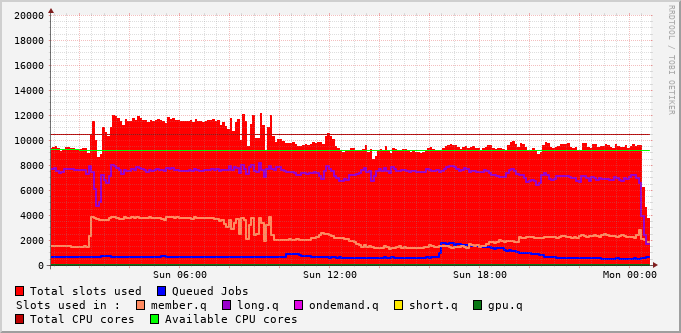 20000
18000
16000
14000
12000
10000
8000
6000
4000
2000
0
Sun 06:00 Sun 12:00 Sun 18:00 Mon 00:00
RRDTOOL / TOBI OETIKER
Total slots used Queued Jobs
Slots used in : member.q long.q ondemand.q short.q gpu.q
Total CPU cores Available CPU cores